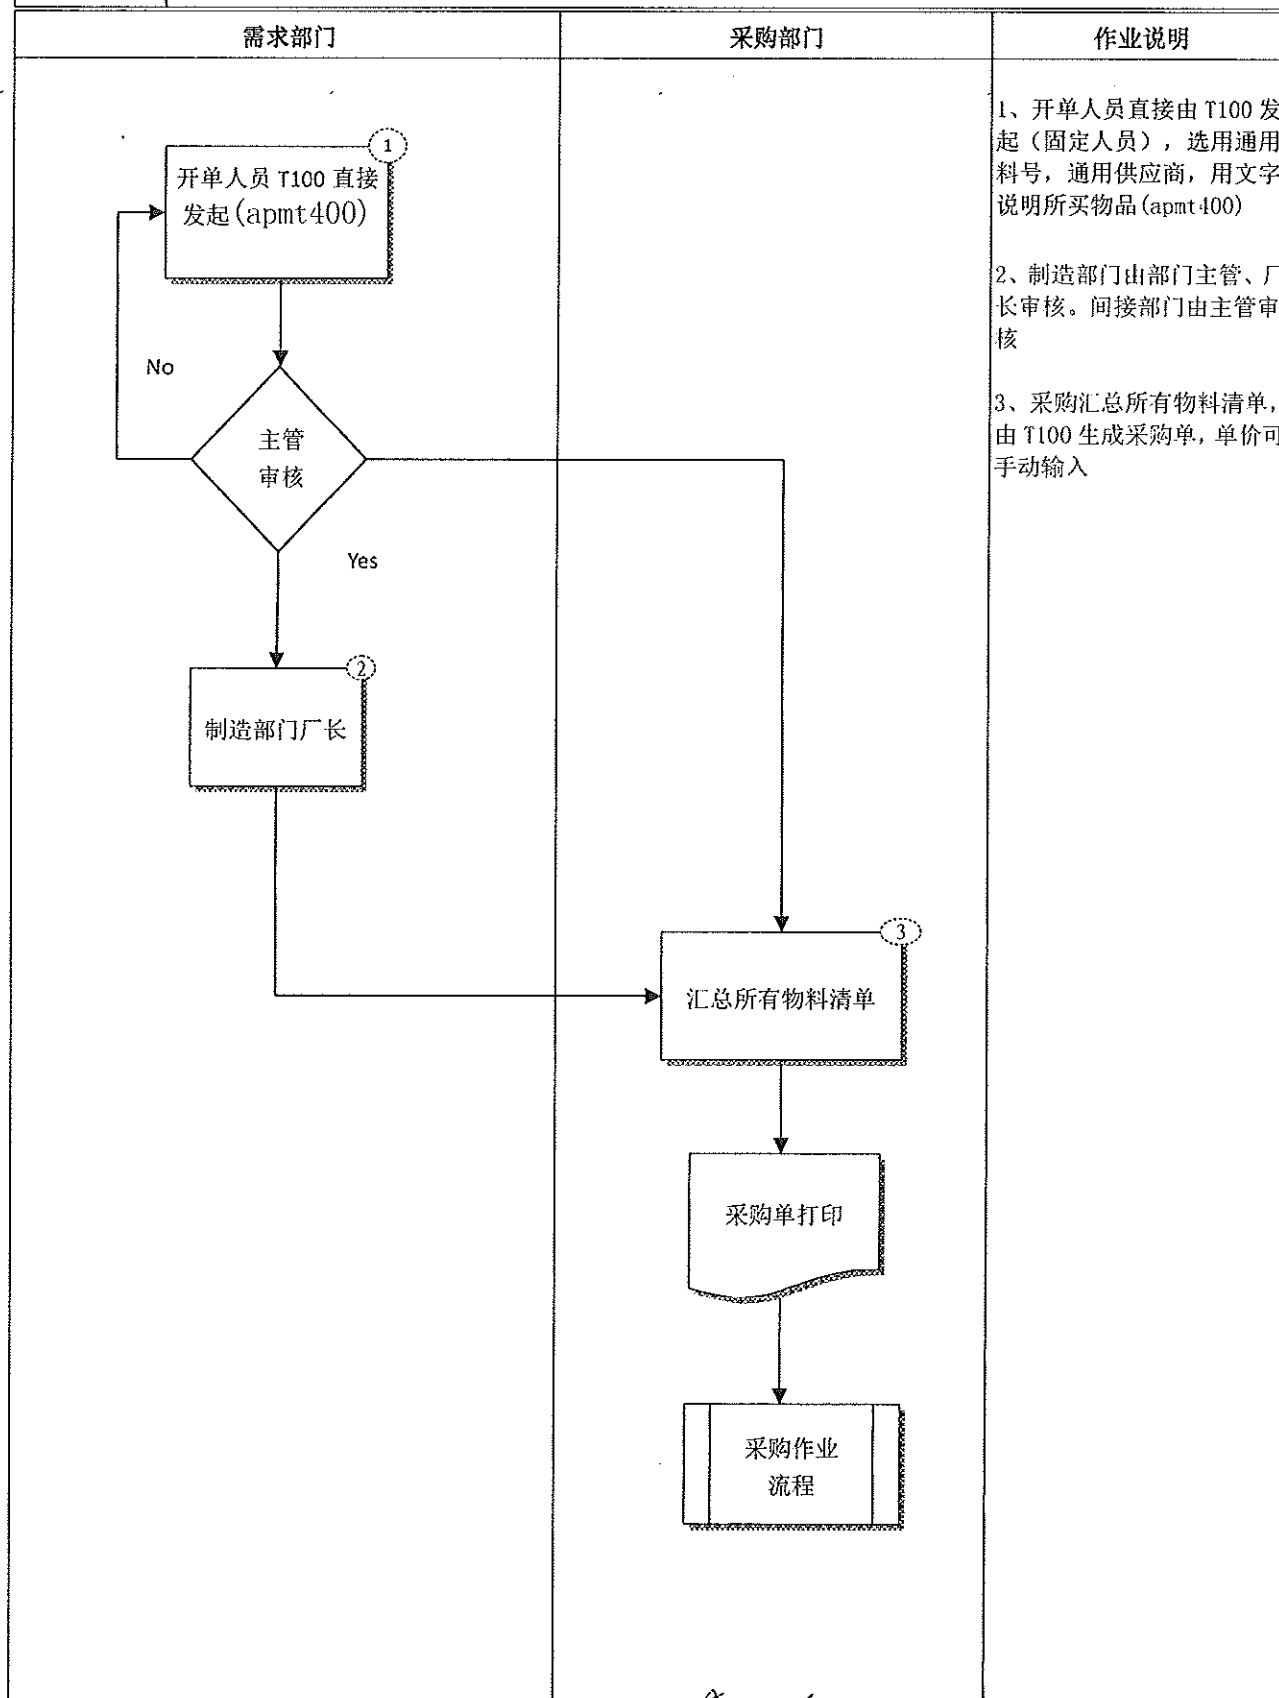 需求部门
采购部门
作业说明
1
开单人员 T100 直接
发起(apmt400)
No
主管
审核
Yes
2
制造部门厂长
3
汇总所有物料清单
采购单打印
采购作业
流程
1、开单人员直接由 T100 发
起（固定人员），选用通用
料号，通用供应商，用文字
说明所买物品(apmt400)
2、制造部门由部门主管、厂
长审核。间接部门由主管审
核
3、采购汇总所有物料清单，
由 T100 生成采购单，单价可
手动输入